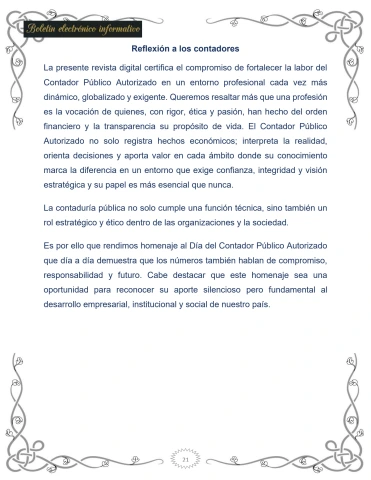 Boletín electrónico informativo
Reflexión a los contadores
La presente revista digital certifica el compromiso de fortalecer la labor del
Contador Público Autorizado en un entorno profesional cada vez más
dinámico, globalizado y exigente. Queremos resaltar más que una profesión
es la vocación de quienes, con rigor, ética y pasión, han hecho del orden
financiero y la transparencia su propósito de vida. El Contador Público
Autorizado no solo registra hechos económicos; interpreta la realidad,
orienta decisiones y aporta valor en cada ámbito donde su conocimiento
marca la diferencia en un entorno que exige confianza, integridad y visión
estratégica y su papel es más esencial que nunca.
La contaduría pública no solo cumple una función técnica, sino también un
rol estratégico y ético dentro de las organizaciones y la sociedad.
Es por ello que rendimos homenaje al Día del Contador Público Autorizado
que día a día demuestra que los números también hablan de compromiso,
responsabilidad y futuro. Cabe destacar que este homenaje sea una
oportunidad para reconocer su aporte silencioso pero fundamental al
desarrollo empresarial, institucional y social de nuestro país.
21